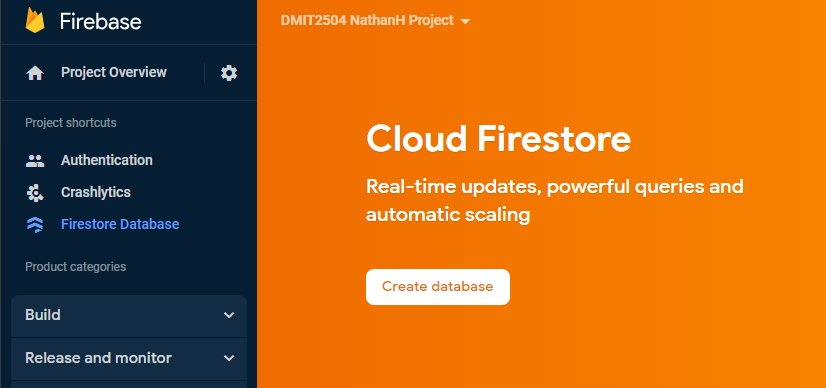 Firebase
DMIT2504 NathanH Project
Project Overview
Project shortcuts
Authentication
Crashlytics
Firestore Database
Product categories
Build
Release and monitor
Cloud Firestore
Real-time updates, powerful queries and
automatic scaling
Create database